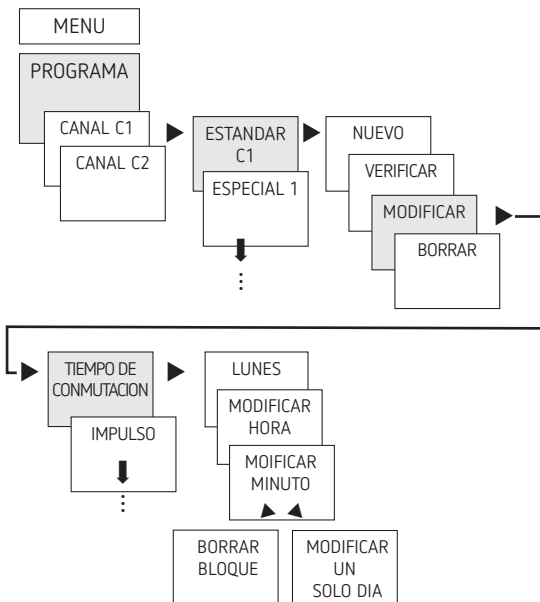 MENU
PROGRAMA
CANAL C1
CANAL C2
ESTANDAR
C1
ESPECIAL 1
NUEVO
VERIFICAR
MODIFICAR
BORRAR
TIEMPO DE
CONMUTACION
IMPULSO
LUNES
MODIFICAR
HORA
MOIFICAR
MINUTO
BORRAR
BLOQUE
MODIFICAR
UN
SOLO DIA